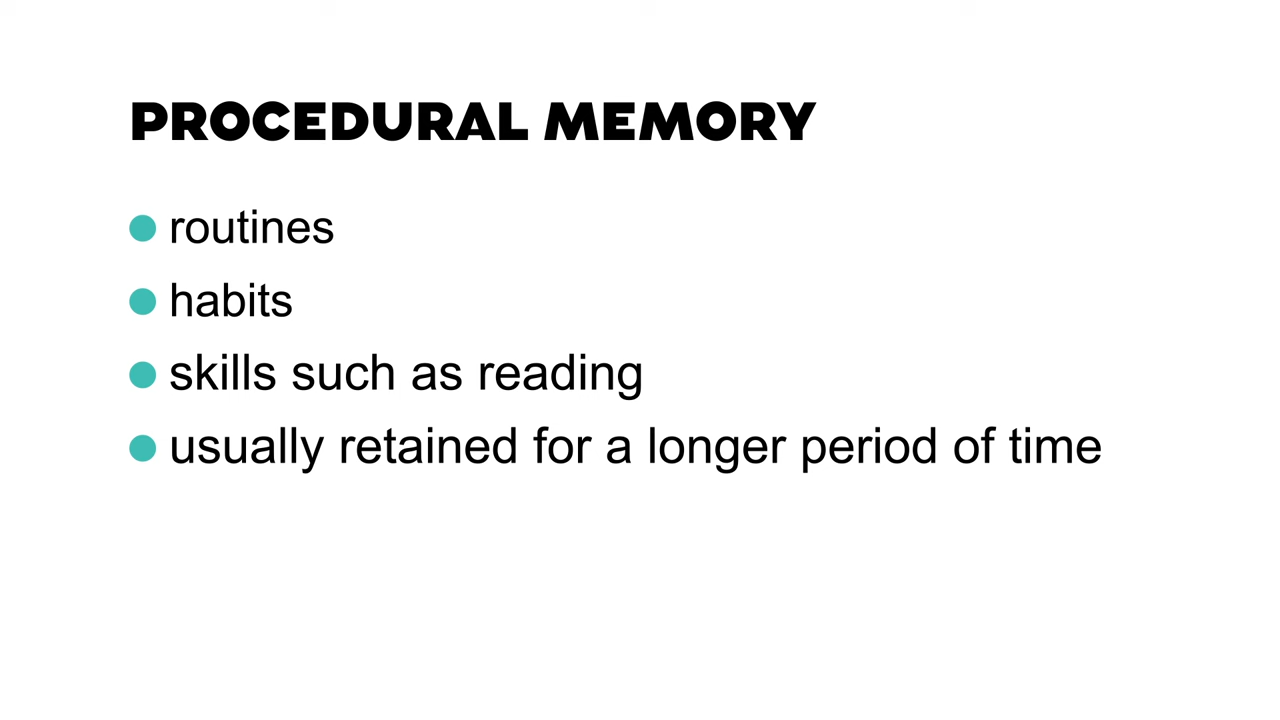 PROCEDURAL MEMORY
routines
habits
skills such as reading
usually retained for a longer period of time